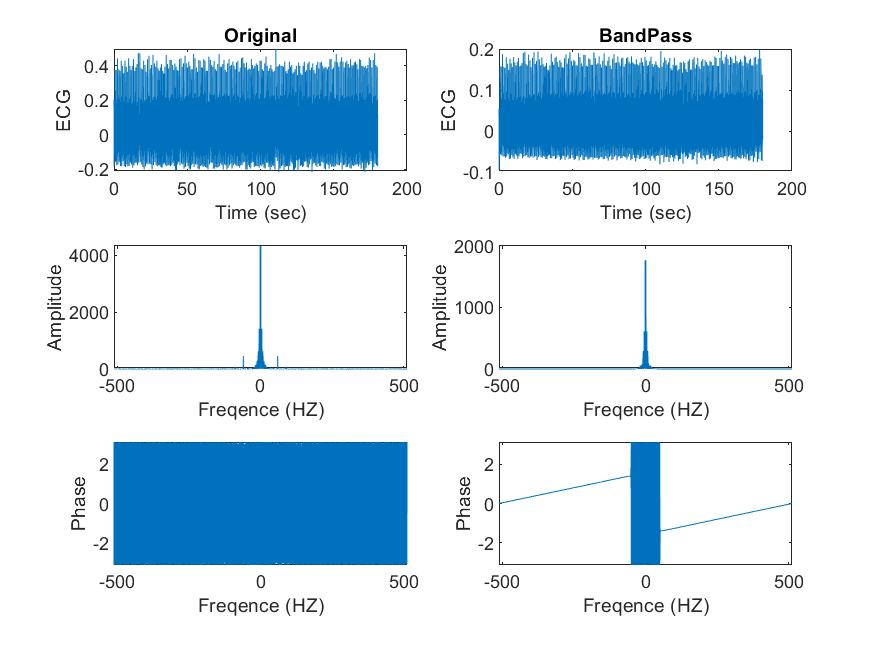 Original
BandPass
ECG
0.4
0.2
0
-0.2
0 50 100 150 200
Time (sec)
ECG
0.2
0.1
0
-0.1
0 50 100 150 200
Time (sec)
Amplitude
4000
2000
0
-500 0 500
Freqence (HZ)
Amplitude
2000
1000
0
-500 0 500
Freqence (HZ)
Phase
2
0
-2
-500 0 500
Freqence (HZ)
Phase
2
0
-2
-500 0 500
Freqence (HZ)